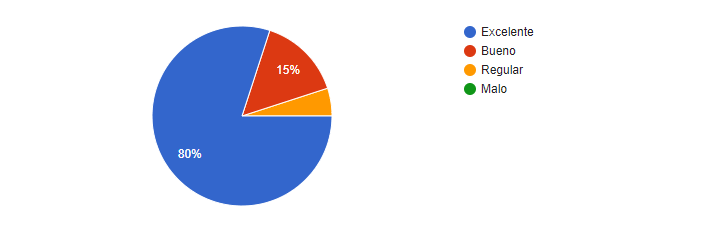 Excelente
Bueno
15%
Regular
Malo
80%